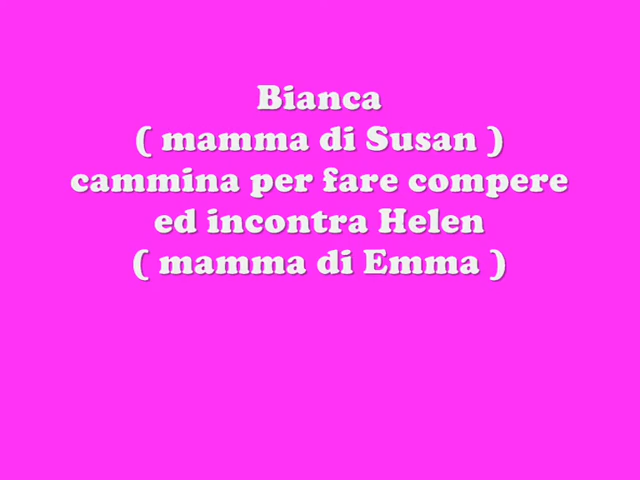 Bianca
( mamma di Susan )
cammina per fare compere
ed incontra Helen
( mamma di Emma )